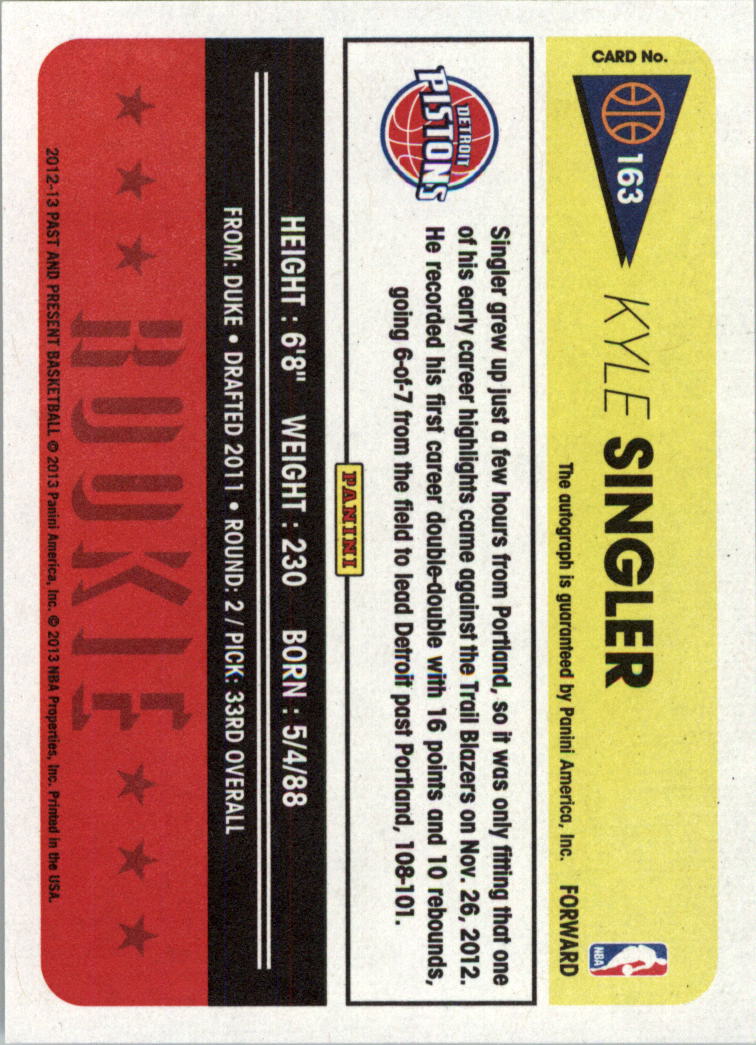 CARD No.
163
KYLE SINGLER
The autograph is guaranteed by Panini America, Inc. FORWARD
NBA
DETROIT
PISTONS
Singler grew up just a few hours from Portland, so it was only fitting that one
of his early career highlights came against the Trail Blazers on Nov. 26, 2012.
He recorded his first career double-double with 16 points and 10 rebounds,
going 6-of-7 from the field to lead Detroit past Portland, 108-101.
PANINI
HEIGHT : 6'8" WEIGHT : 230 BORN : 5/4/88
FROM: DUKE • DRAFTED 2011 • ROUND: 2 / PICK: 33RD OVERALL
ROOKIE
2012-13 PAST AND PRESENT BASKETBALL © 2013 Panini America, Inc. © 2013 NBA Properties, Inc. Printed in the USA.